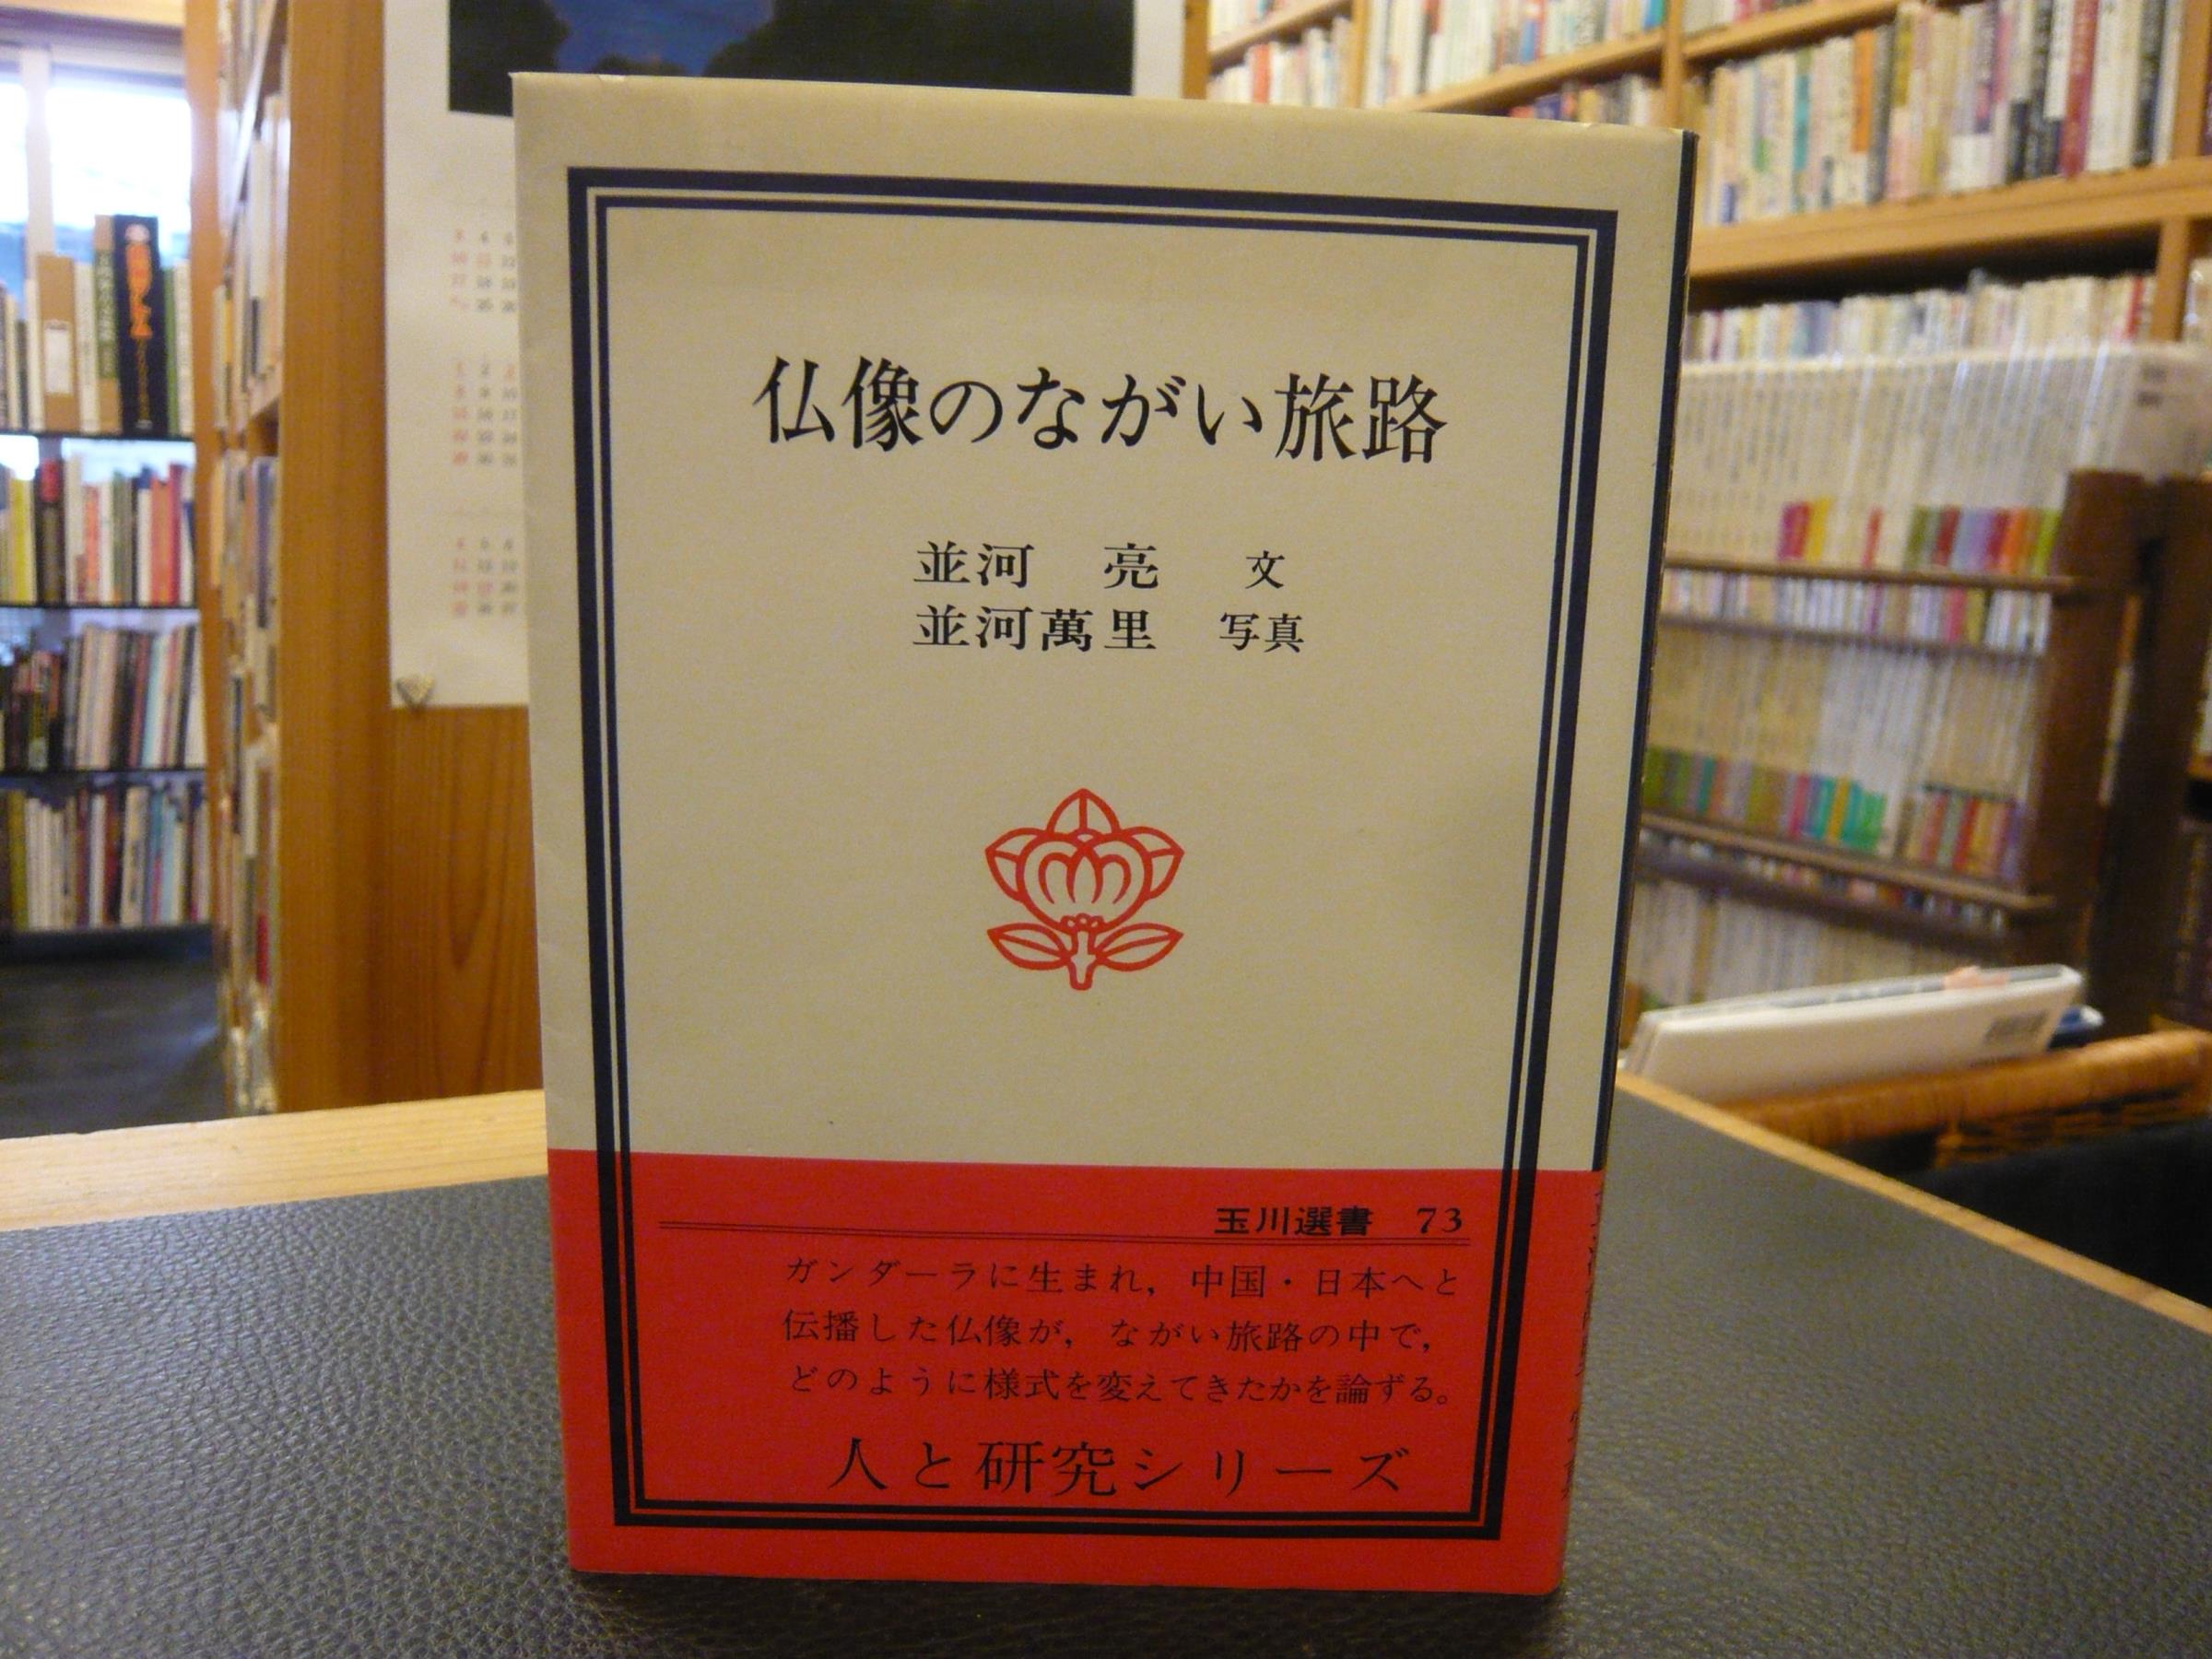 仏像のながい旅路
並河 亮 文
並河萬里 写真
玉川選書 73
ガンダーラに生まれ，中国・日本へと
伝播した仏像が，ながい旅路の中で，
どのように様式を変えてきたかを論ずる。
人と研究シリーズ